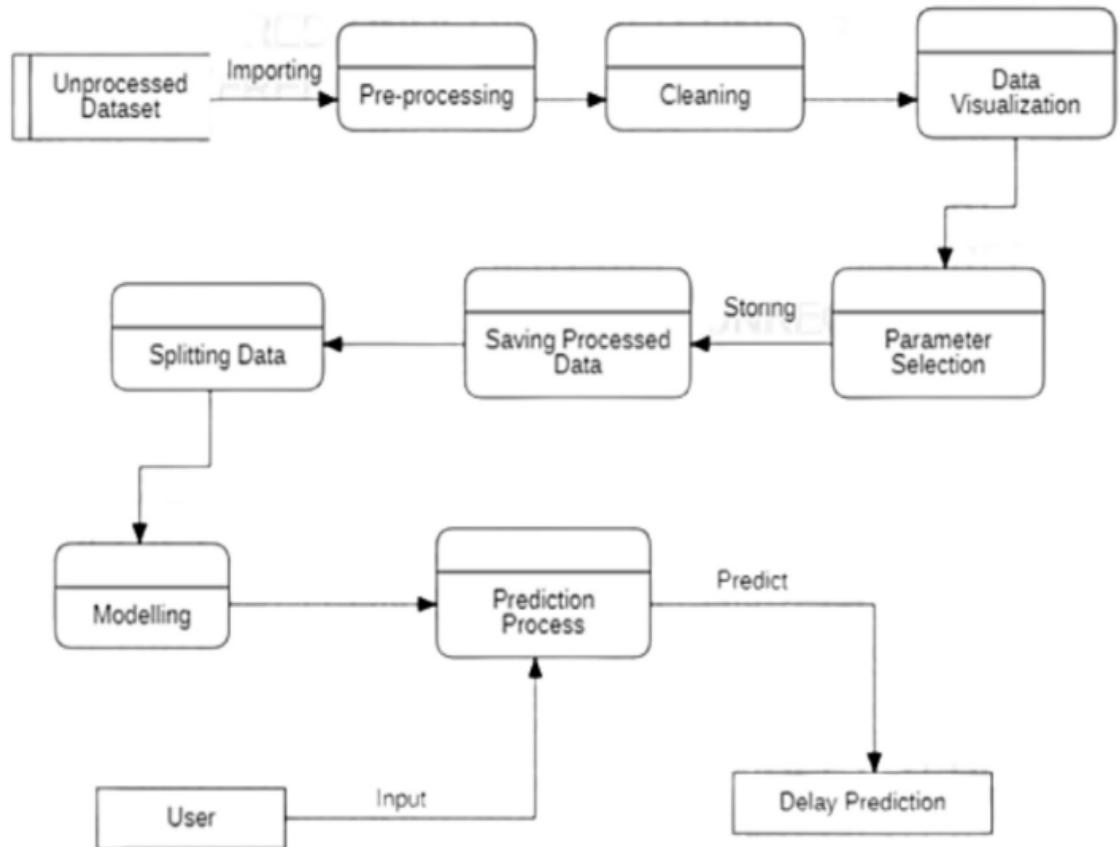 Unprocessed
Dataset
Importing
Pre-processing
Cleaning
Data
Visualization
Splitting Data
Saving Processed
Data
Storing
Parameter
Selection
Modelling
Prediction
Process
Predict
User
Input
Delay Prediction